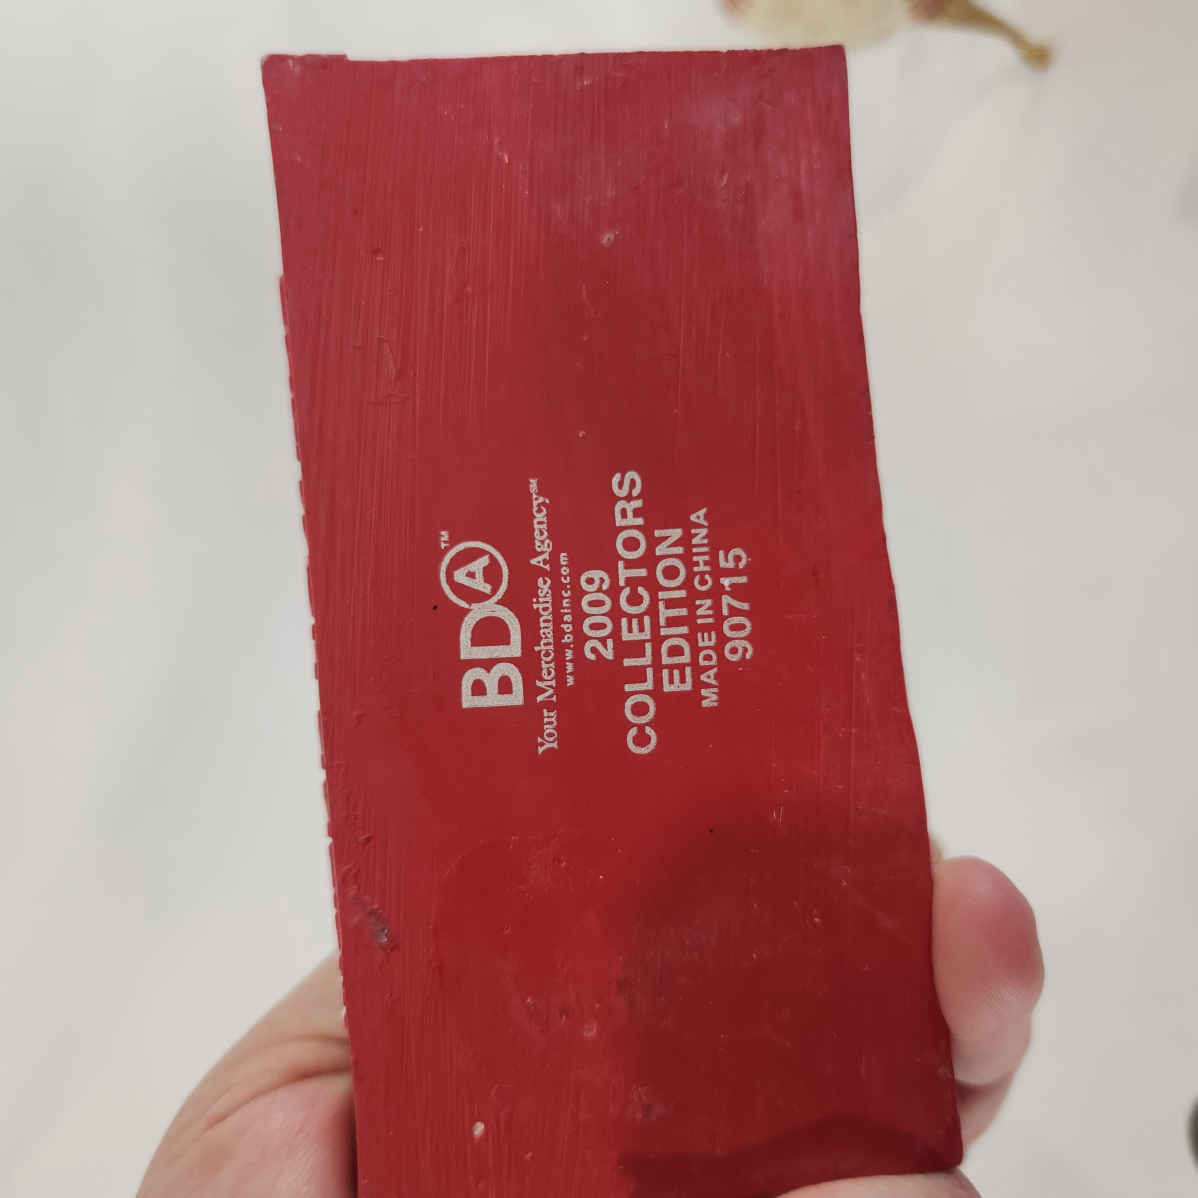 BDA™
Your Merchandise Agency℠
www.bdainc.com
2009
COLLECTORS
EDITION
MADE IN CHINA
90715